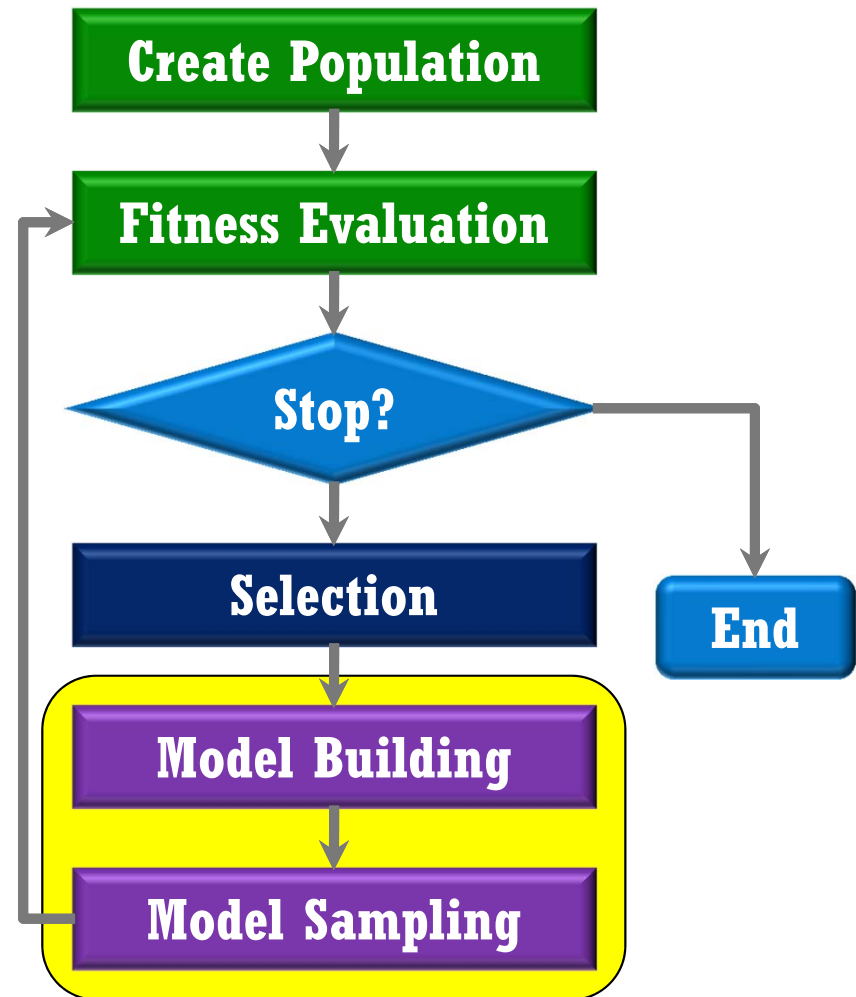 Create Population
Fitness Evaluation
Stop?
Selection
End
Model Building
Model Sampling